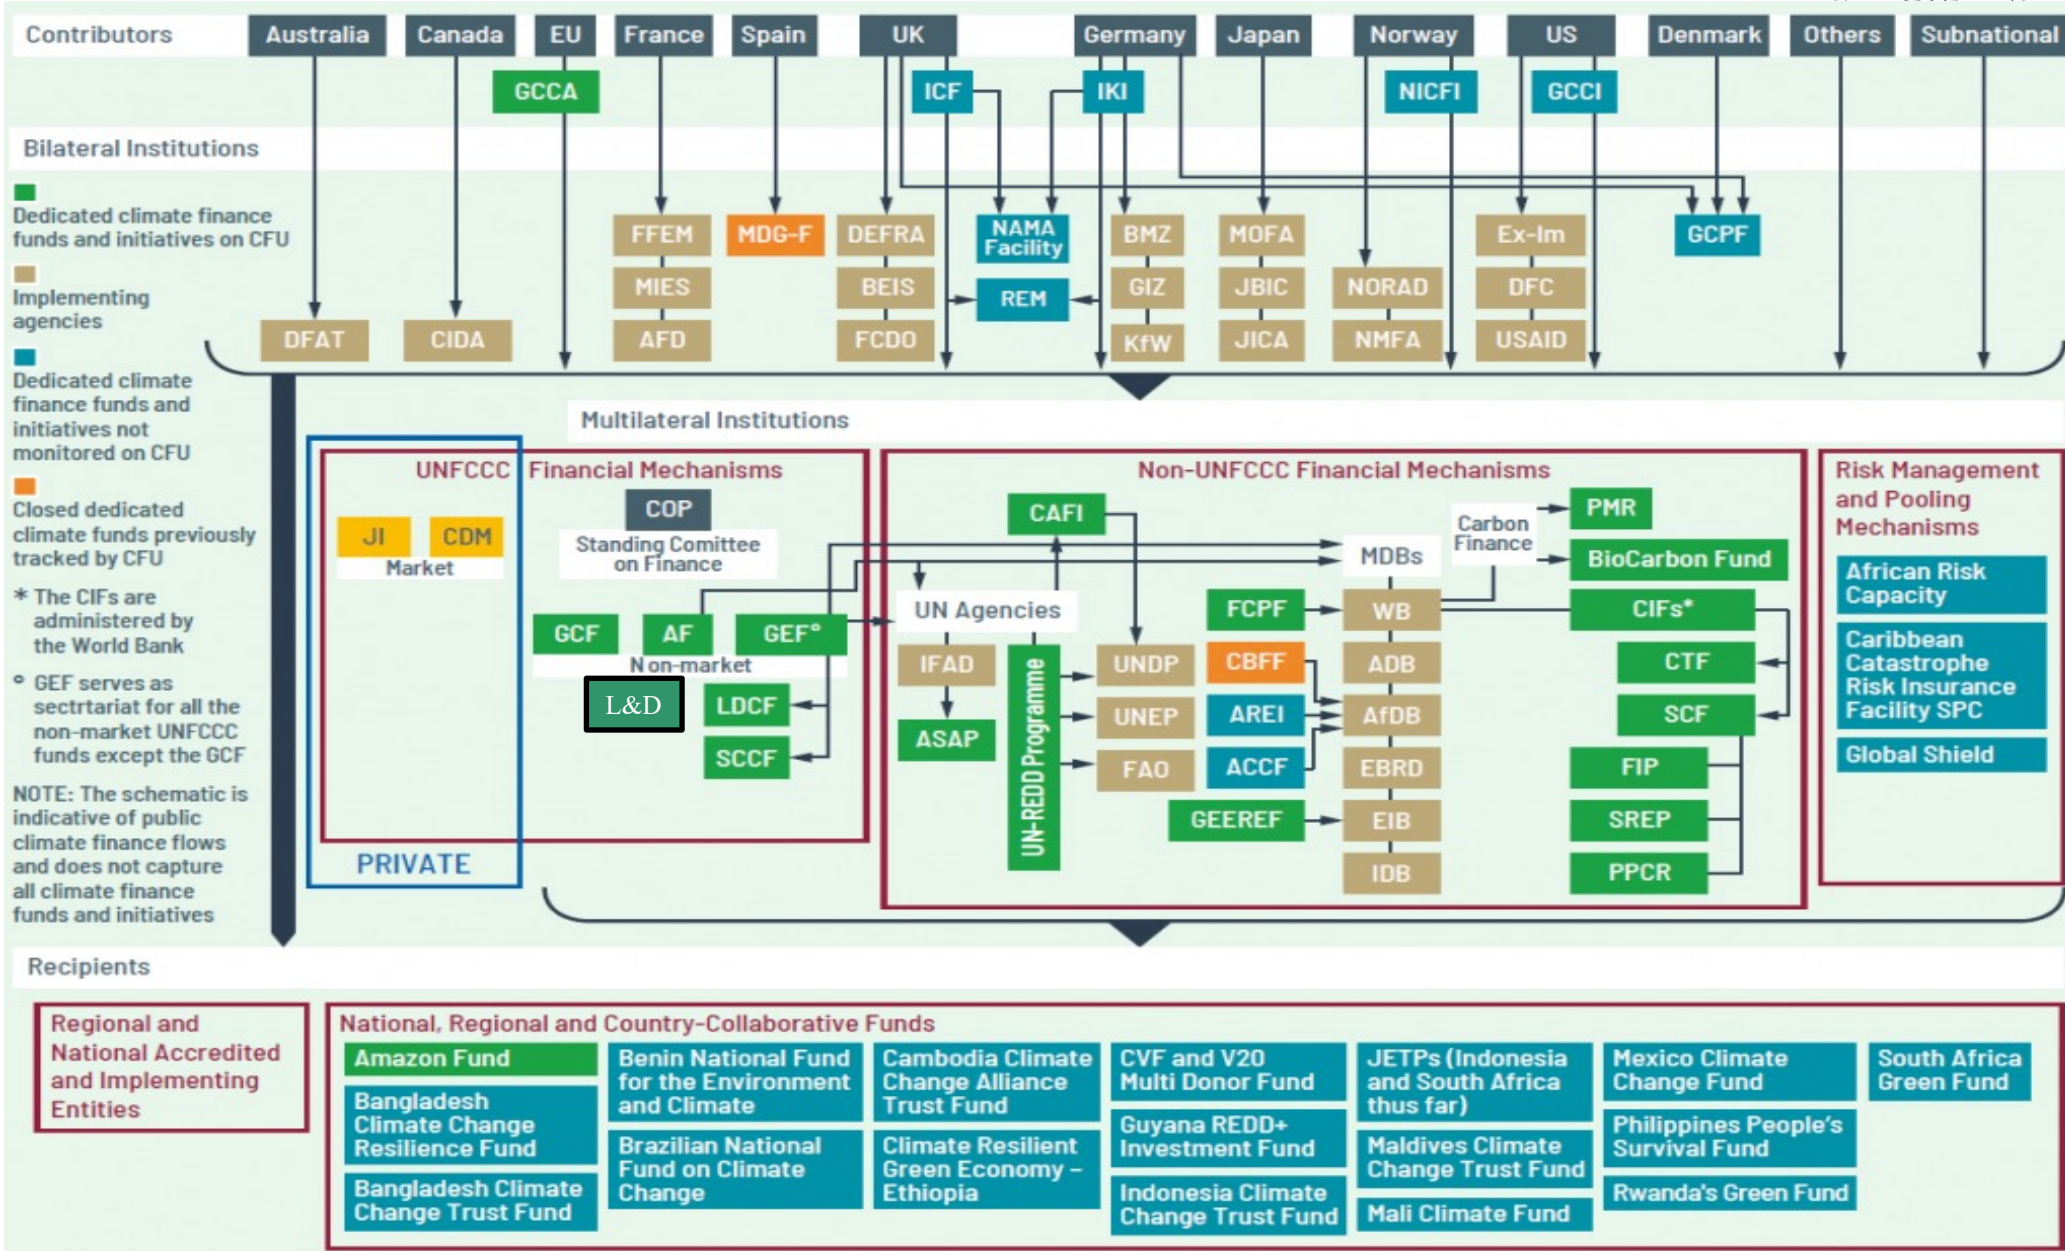 Contributors
Australia
Canada
EU
France
Spain
UK
Germany
Japan
Norway
US
Denmark
Others
Subnational
GCCA
ICF
IKI
NICFI
GCCI
Bilateral Institutions
Dedicated climate finance
funds and initiatives on CFU
Implementing
agencies
Dedicated climate
finance funds and
initiatives not
monitored on CFU
Closed dedicated
climate funds previously
tracked by CFU
* The CIFs are
administered by
the World Bank
° GEF serves as
sectrtariat for all the
non-market UNFCCC
funds except the GCF
NOTE: The schematic is
indicative of public
climate finance flows
and does not capture
all climate finance
funds and initiatives
DFAT
CIDA
FFEM
MIES
AFD
MDG-F
DEFRA
BEIS
FCDO
NAMA
Facility
REM
BMZ
GIZ
KfW
MOFA
JBIC
JICA
NORAD
NMFA
Ex-Im
DFC
USAID
GCPF
Multilateral Institutions
UNFCCC Financial Mechanisms
JI
CDM
Market
PRIVATE
COP
Standing Comittee
on Finance
GCF
AF
GEF°
Non-market
L&D
LDCF
SCCF
Non-UNFCCC Financial Mechanisms
CAFI
UN Agencies
IFAD
ASAP
UN-REDD Programme
UNDP
UNEP
FAO
FCPF
CBFF
AREI
ACCF
GEEREF
MDBs
WB
ADB
AfDB
EBRD
EIB
IDB
Carbon
Finance
PMR
BioCarbon Fund
CIFs*
CTF
SCF
FIP
SREP
PPCR
Risk Management
and Pooling
Mechanisms
African Risk
Capacity
Caribbean
Catastrophe
Risk Insurance
Facility SPC
Global Shield
Recipients
Regional and
National Accredited
and Implementing
Entities
National, Regional and Country-Collaborative Funds
Amazon Fund
Bangladesh
Climate Change
Resilience Fund
Bangladesh Climate
Change Trust Fund
Benin National Fund
for the Environment
and Climate
Brazilian National
Fund on Climate
Change
Cambodia Climate
Change Alliance
Trust Fund
Climate Resilient
Green Economy –
Ethiopia
CVF and V20
Multi Donor Fund
Guyana REDD+
Investment Fund
Indonesia Climate
Change Trust Fund
JETPs (Indonesia
and South Africa
thus far)
Maldives Climate
Change Trust Fund
Mali Climate Fund
Mexico Climate
Change Fund
Philippines People's
Survival Fund
Rwanda's Green Fund
South Africa
Green Fund